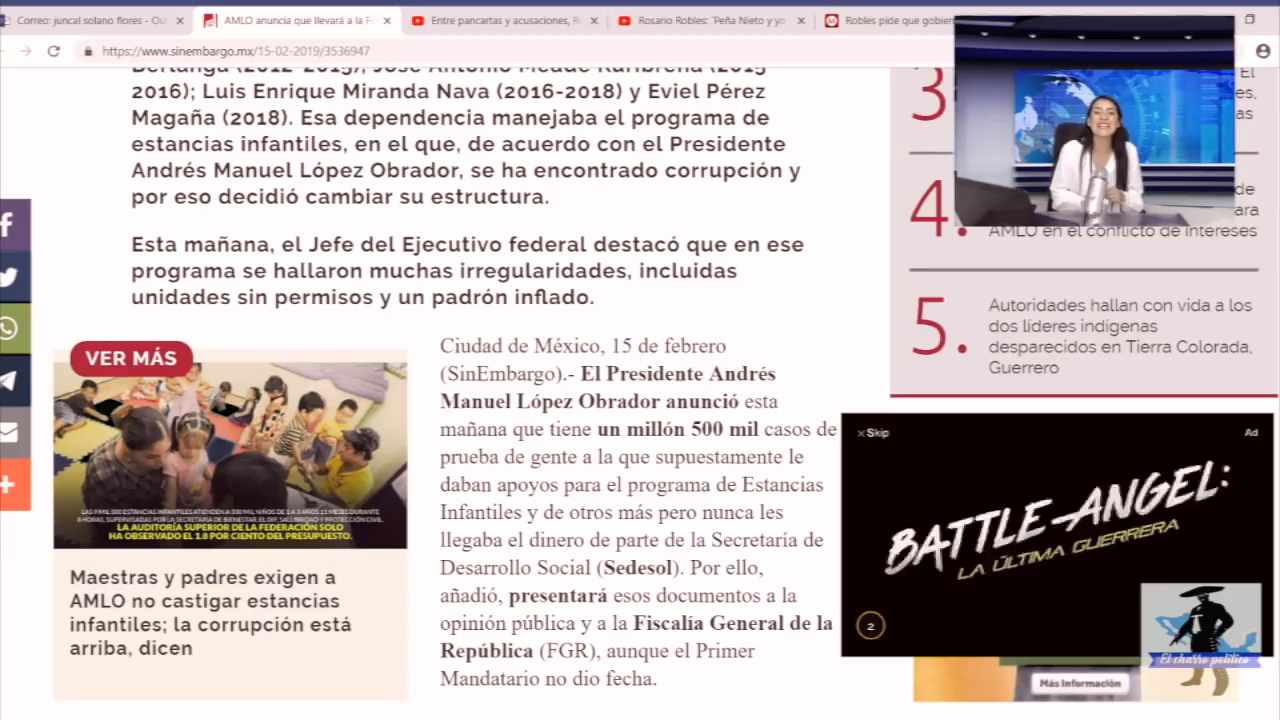 Correo: juncal solano flores - Ou
AMLO anuncia que llevará a la F
Entre pancartas y acusaciones, R
Rosario Robles: "Peña Nieto y yo
Robles pide que gobier
https://www.sinembargo.mx/15-02-2019/3536947
2016); Luis Enrique Miranda Nava (2016-2018) y Eviel Pérez
Magaña (2018). Esa dependencia manejaba el programa de
estancias infantiles, en el que, de acuerdo con el Presidente
Andrés Manuel López Obrador, se ha encontrado corrupción y
por eso decidió cambiar su estructura.
Esta mañana, el Jefe del Ejecutivo federal destacó que en ese
programa se hallaron muchas irregularidades, incluidas
unidades sin permisos y un padrón inflado.
VER MÁS
LA AUDITORÍA SUPERIOR DE LA FEDERACIÓN SOLO
HA OBSERVADO EL 1.8 POR CIENTO DEL PRESUPUESTO.
Maestras y padres exigen a
AMLO no castigar estancias
infantiles; la corrupción está
arriba, dicen
Ciudad de México, 15 de febrero
(SinEmbargo).- El Presidente Andrés
Manuel López Obrador anunció esta
mañana que tiene un millón 500 mil casos de
prueba de gente a la que supuestamente le
daban apoyos para el programa de Estancias
Infantiles y de otros más pero nunca les
llegaba el dinero de parte de la Secretaría de
Desarrollo Social (Sedesol). Por ello,
añadió, presentará esos documentos a la
opinión pública y a la Fiscalía General de la
República (FGR), aunque el Primer
Mandatario no dio fecha.
3.
El
es,
as
4.
de
ara
AMLO en el conflicto de intereses
5.
Autoridades hallan con vida a los
dos líderes indígenas
desparecidos en Tierra Colorada,
Guerrero
×Skip
Ad
BATTLE ANGEL:
LA ÚLTIMA GUERRERA
2
El charro político
Más Información